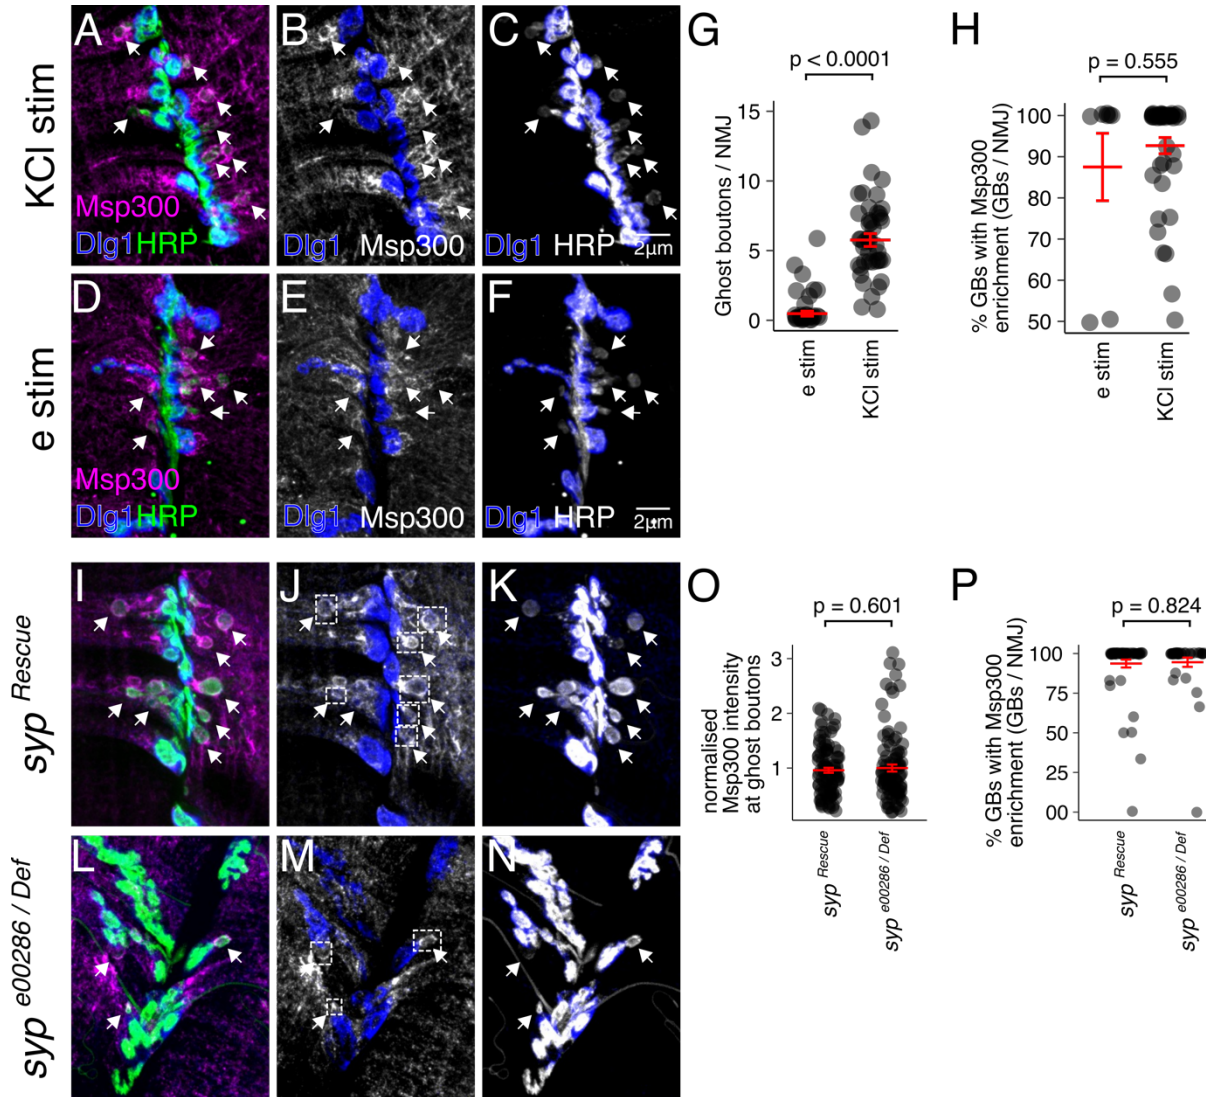 KCl stim
A
Msp300
Dlg1 HRP
B
Dlg1 Msp300
C
Dlg1 HRP
2μm
G
p < 0.0001
Ghost boutons / NMJ
15
10
5
0
e stim
KCl stim
H
p = 0.555
% GBs with Msp300
enrichment (GBs / NMJ)
100
90
80
70
60
50
e stim
KCl stim
e stim
D
Msp300
Dlg1 HRP
E
Dlg1 Msp300
F
Dlg1 HRP
2μm
syp Rescue
I
J
K
O
p = 0.601
normalised
Msp300 intensity
at ghost boutons
3
2
1
syp Rescue
syp e00286 / Def
P
p = 0.824
% GBs with Msp300
enrichment (GBs / NMJ)
100
75
50
25
00
syp Rescue
syp e00286 / Def
syp e00286 / Def
L
M
N